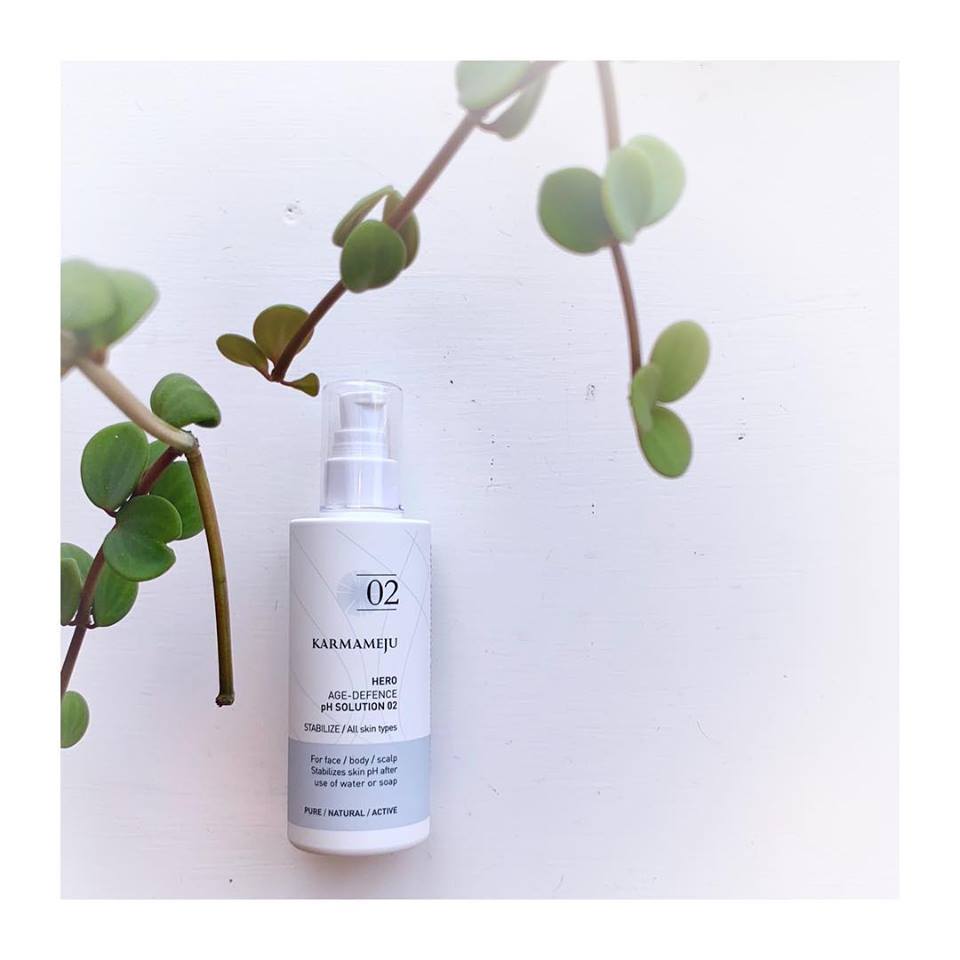 02
KARMAMEJU
HERO
AGE-DEFENCE
pH SOLUTION 02
STABILIZE / All skin types
For face / body / scalp
Stabilizes skin pH after
use of water or soap
PURE / NATURAL / ACTIVE